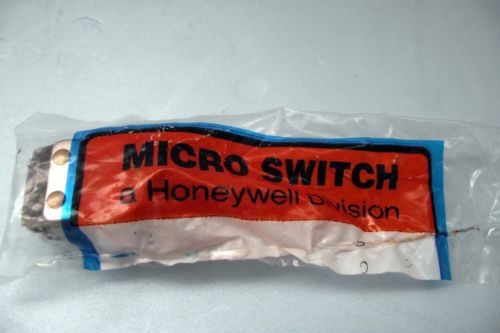 MICRO SWITCH
a Honeywell Division